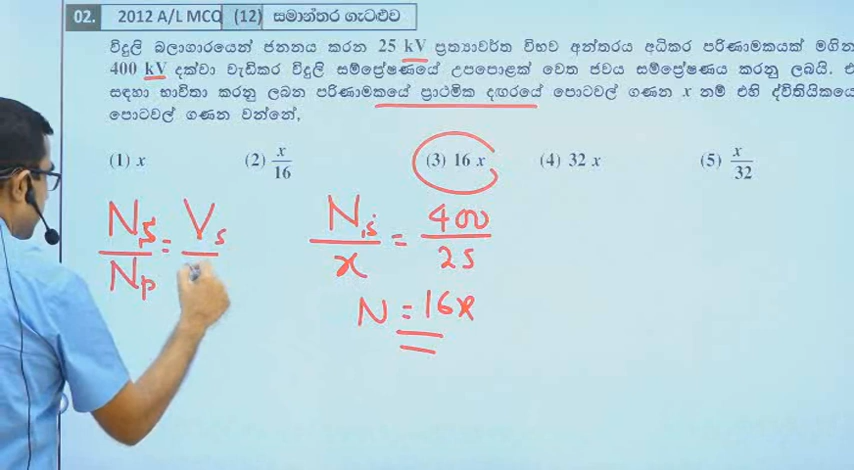 02. 2012 A/L MCQ (12) සමාන්තර ගැටළුව
විදුලි බලාගාරයෙන් ජනනය කරන 25 kV ප්‍රත්‍යාවර්ත විභව අන්තරය අධිකර පරිණාමකයක් මගින්
400 kV දක්වා වැඩිකර විදුලි සම්ප්‍රේෂණයේ උපපොළක් වෙත ජවය සම්ප්‍රේෂණය කරනු ලබයි. එ
සඳහා භාවිතා කරනු ලබන පරිණාමකයේ ප්‍රාථමික දඟරයේ පොටවල් ගණන x නම් එහි ද්විතියිකයෙ
පොටවල් ගණන වන්නේ,
(1) x (2) x/16 (3) 16 x (4) 32 x (5) x/32
Ns/Np = Vs
Ns/x = 400/25
N = 16x